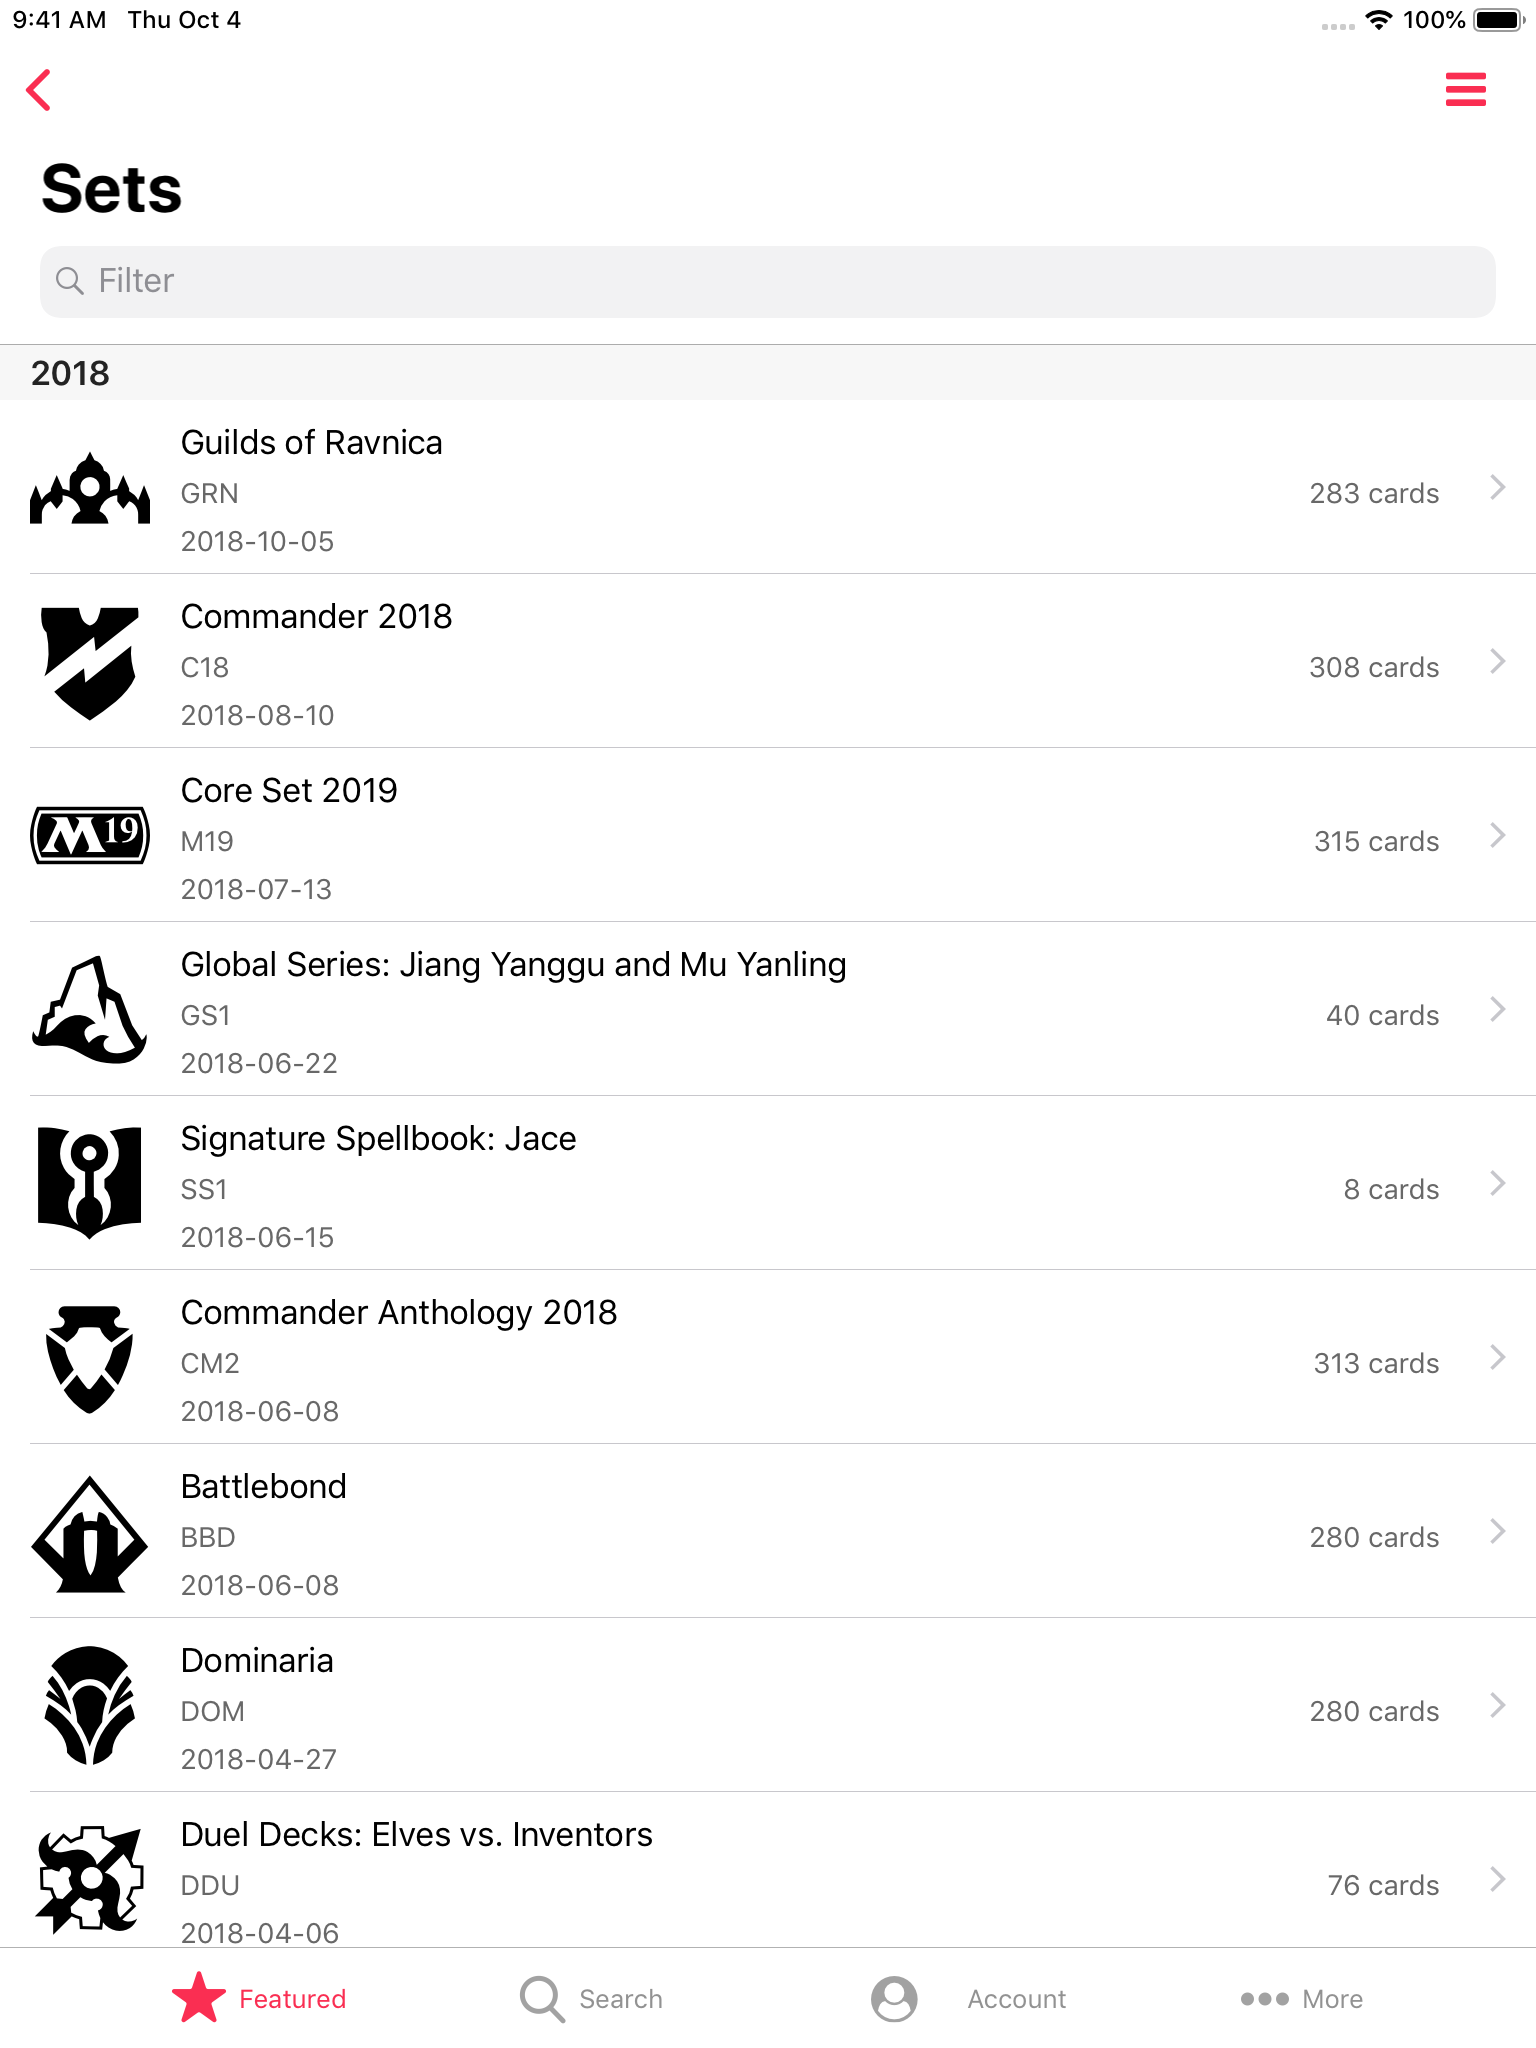 9:41 AM Thu Oct 4 100%
Sets
Filter
2018
Guilds of Ravnica
GRN
283 cards
2018-10-05
Commander 2018
C18
308 cards
2018-08-10
Core Set 2019
M19
M19
315 cards
2018-07-13
Global Series: Jiang Yanggu and Mu Yanling
GS1
40 cards
2018-06-22
Signature Spellbook: Jace
SS1
8 cards
2018-06-15
Commander Anthology 2018
CM2
313 cards
2018-06-08
Battlebond
BBD
280 cards
2018-06-08
Dominaria
DOM
280 cards
2018-04-27
Duel Decks: Elves vs. Inventors
DDU
76 cards
2018-04-06
Featured Search Account More